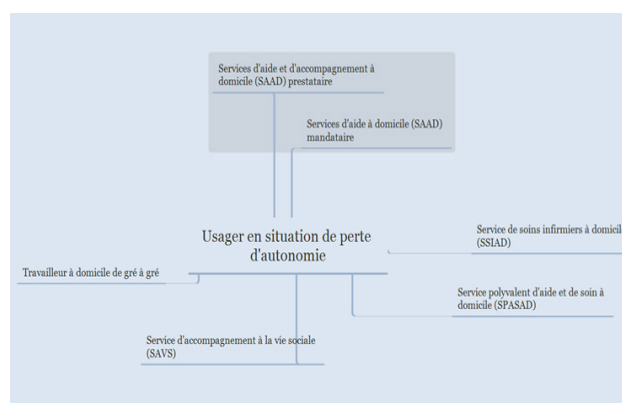 Services d'aide et d'accompagnement à
domicile (SAAD) prestataire
Services d'aide à domicile (SAAD)
mandataire
Usager en situation de perte
d'autonomie
Service de soins infirmiers à domicil
(SSIAD)
Travailleur à domicile de gré à gré
Service polyvalent d'aide et de soin à
domicile (SPASAD)
Service d'accompagnement à la vie sociale
(SAVS)